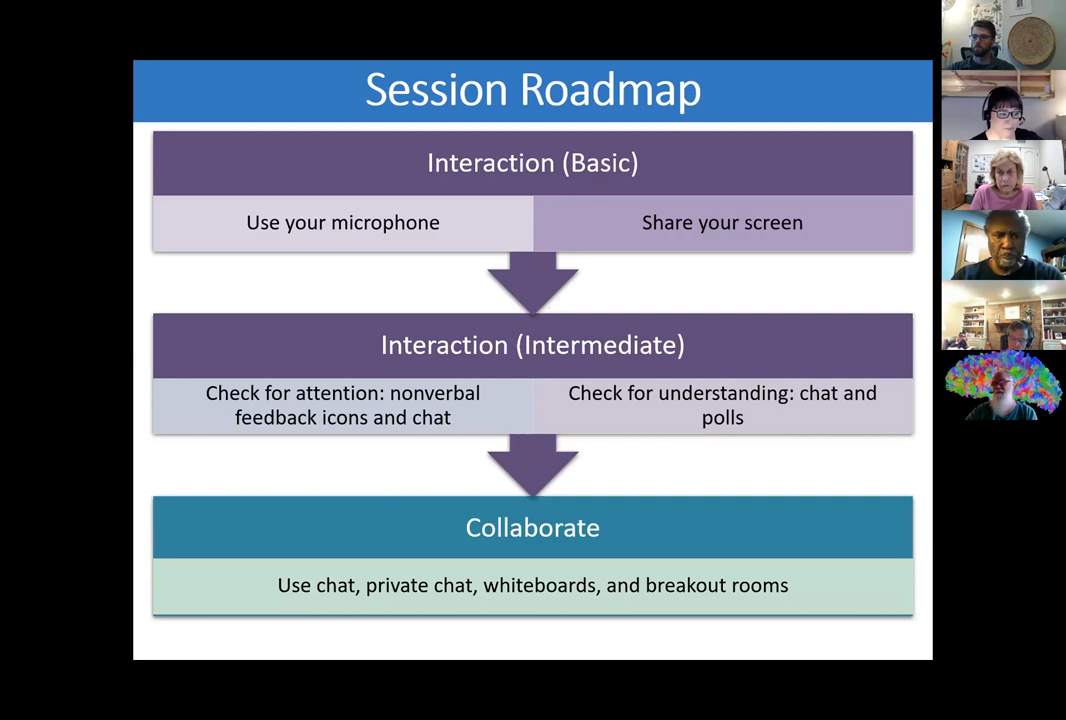 Session Roadmap
Interaction (Basic)
Use your microphone
Share your screen
Interaction (Intermediate)
Check for attention: nonverbal
feedback icons and chat
Check for understanding: chat and
polls
Collaborate
Use chat, private chat, whiteboards, and breakout rooms